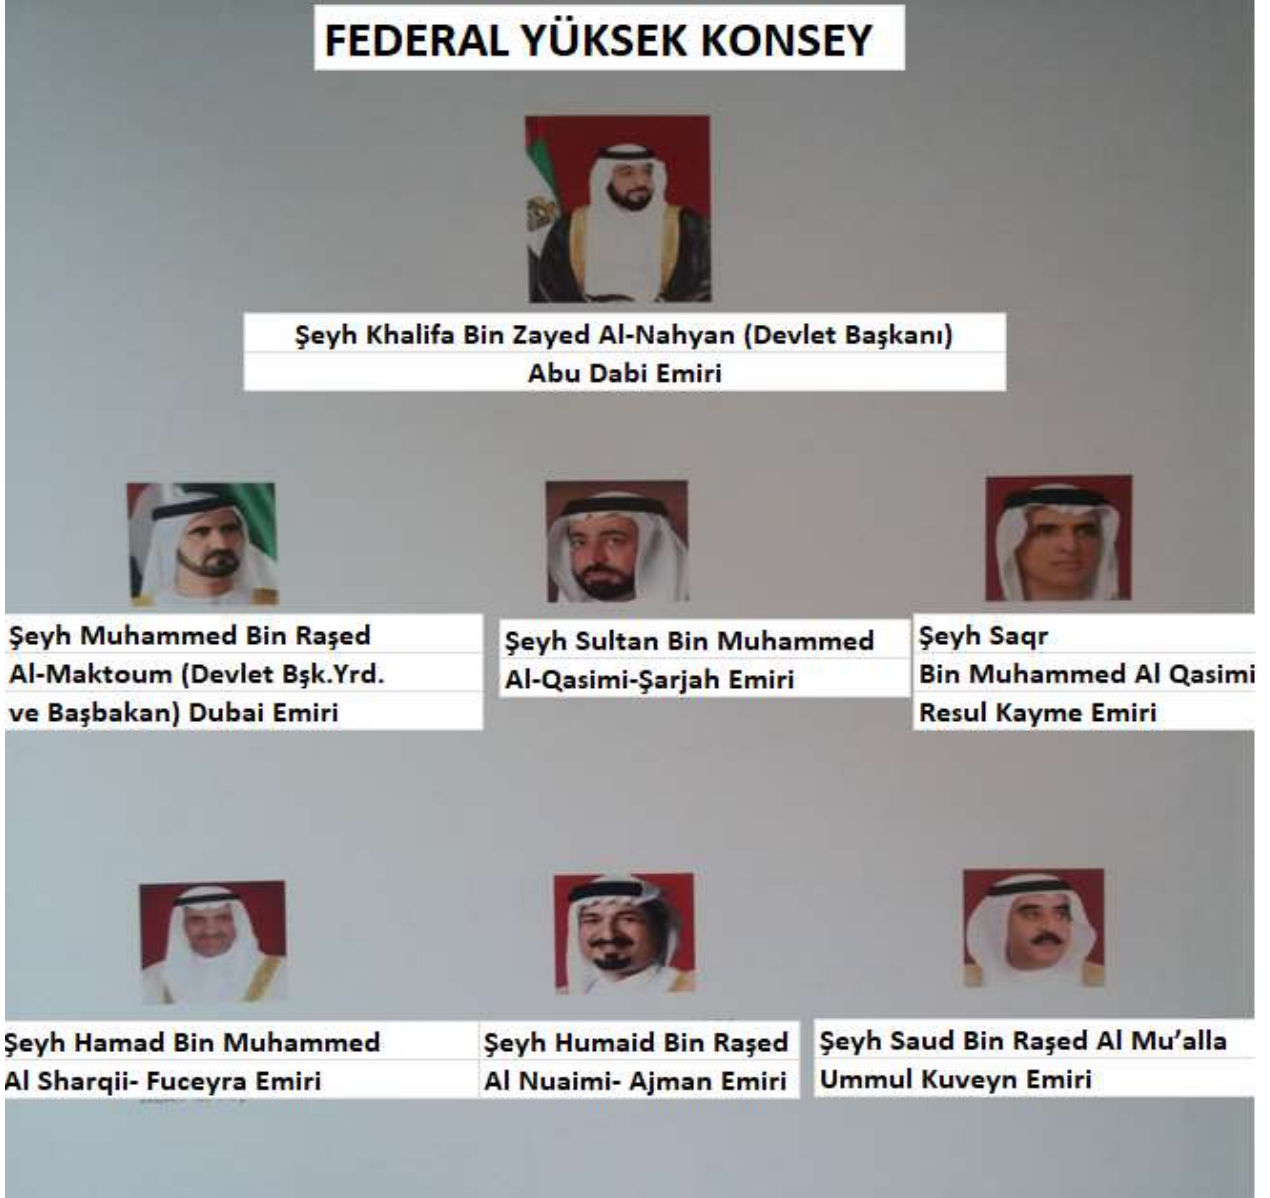 FEDERAL YÜKSEK KONSEY
Şeyh Khalifa Bin Zayed Al-Nahyan (Devlet Başkanı)
Abu Dabi Emiri
Şeyh Muhammed Bin Raşed
Al-Maktoum (Devlet Bşk.Yrd.
ve Başbakan) Dubai Emiri
Şeyh Sultan Bin Muhammed
Al-Qasimi-Şarjah Emiri
Şeyh Saqr
Bin Muhammed Al Qasimi
Resul Kayme Emiri
Şeyh Hamad Bin Muhammed
Al Sharqii- Fuceyra Emiri
Şeyh Humaid Bin Raşed
Al Nuaimi- Ajman Emiri
Şeyh Saud Bin Raşed Al Mu’alla
Ummul Kuveyn Emiri